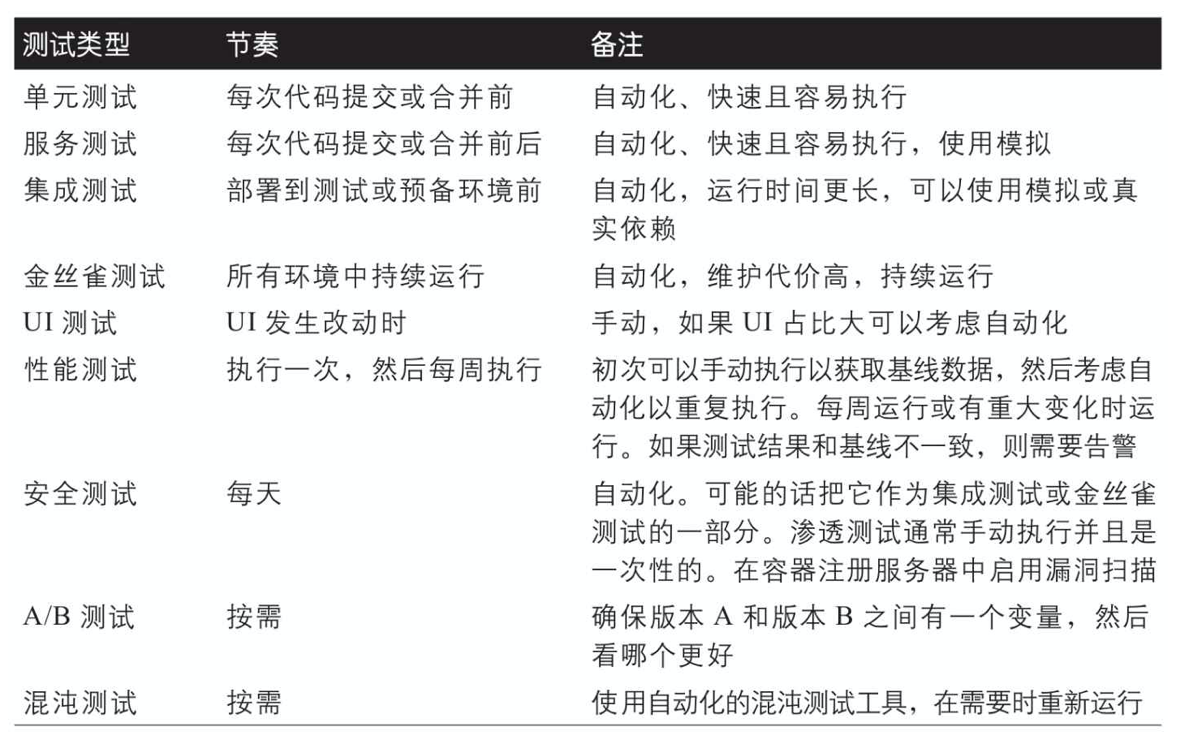 测试类型 节奏 备注
单元测试 每次代码提交或合并前 自动化、快速且容易执行
服务测试 每次代码提交或合并前后 自动化、快速且容易执行，使用模拟
集成测试 部署到测试或预备环境前 自动化，运行时间更长，可以使用模拟或真
实依赖
金丝雀测试 所有环境中持续运行 自动化，维护代价高，持续运行
UI 测试 UI 发生改动时 手动，如果 UI 占比大可以考虑自动化
性能测试 执行一次，然后每周执行 初次可以手动执行以获取基线数据，然后考虑自
动化以重复执行。每周运行或有重大变化时运
行。如果测试结果和基线不一致，则需要告警
安全测试 每天 自动化。可能的话把它作为集成测试或金丝雀
测试的一部分。渗透测试通常手动执行并且是
一次性的。在容器注册服务器中启用漏洞扫描
A/B 测试 按需 确保版本 A 和版本 B 之间有一个变量，然后
看哪个更好
混沌测试 按需 使用自动化的混沌测试工具，在需要时重新运行